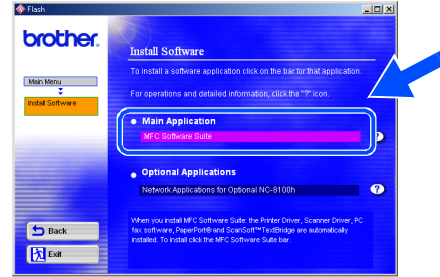 Flash
brother.
Install Software
To install a software application click on the bar for that application.
For operations and detailed information, click the "?" icon.
Main Menu
Install Software
Main Application
MFC Software Suite
?
Optional Applications
Network Applications for Optional NC-8100h
?
When you install MFC Software Suite: the Printer Driver, Scanner Driver, PC
fax software, PaperPort® and ScanSoft™TextBridge are automatically
installed. To install click the MFC Software Suite bar.
Back
Exit